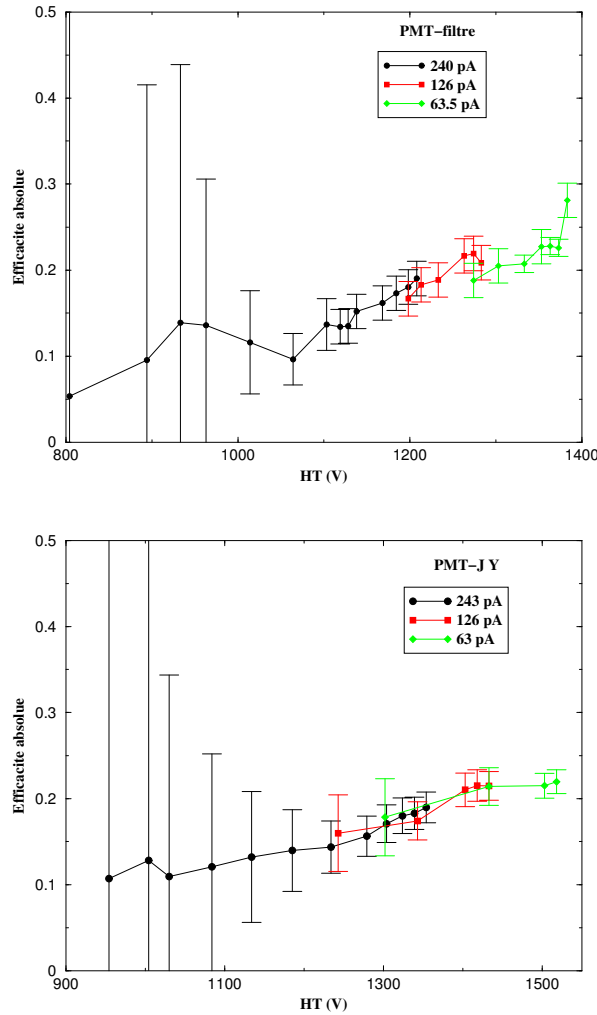 PMT-filtre
240 pA
126 pA
63.5 pA
Efficacite absolue
0.5
0.4
0.3
0.2
0.1
0
800
1000
1200
1400
HT (V)
PMT-J Y
243 pA
126 pA
63 pA
Efficacite absolue
0.5
0.4
0.3
0.2
0.1
0
900
1100
1300
1500
HT (V)